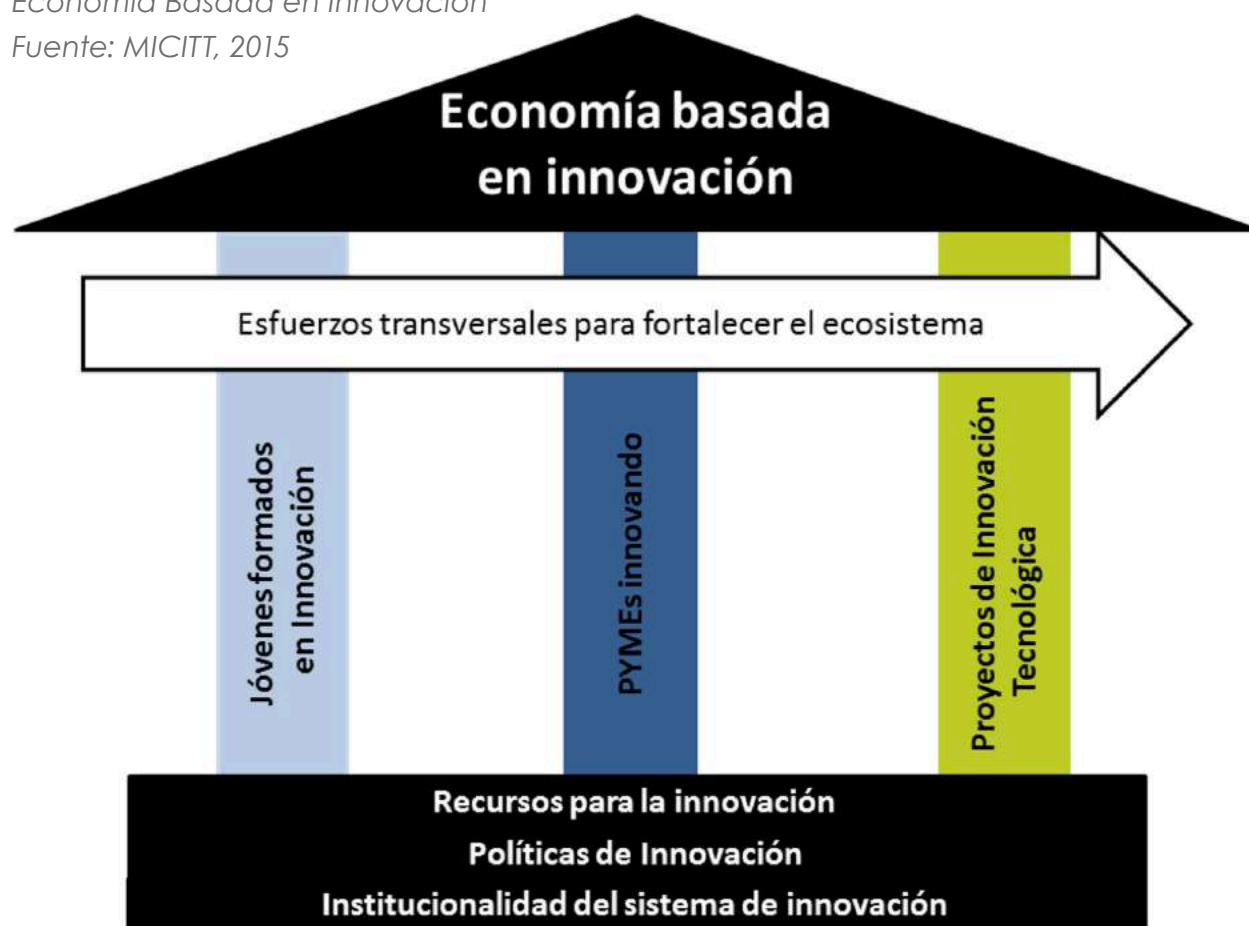 Economía Basada en Innovación
Fuente: MICITT, 2015
Economía basada
en innovación
Esfuerzos transversales para fortalecer el ecosistema
Jóvenes formados
en Innovación
PYMEs innovando
Proyectos de Innovación
Tecnológica
Recursos para la innovación
Políticas de Innovación
Institucionalidad del sistema de innovación